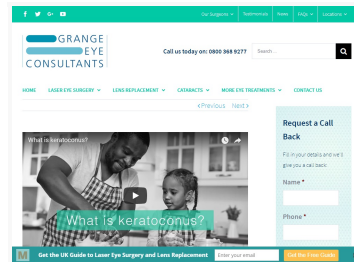 Our Surgeons
Testimonials
News
FAQs
Locations
GRANGE
EYE
CONSULTANTS
Call us today on: 0800 368 9277
Search ...
HOME
LASER EYE SURGERY
LENS REPLACEMENT
CATARACTS
MORE EYE TREATMENTS
CONTACT US
< Previous Next >
What is keratoconus?
What is keratoconus?
Request a Call
Back
Fill in your details and we'll
give you a call back:
Name *
Phone *
M
Get the UK Guide to Laser Eye Surgery and Lens Replacement
Enter your email
Get the Free Guide